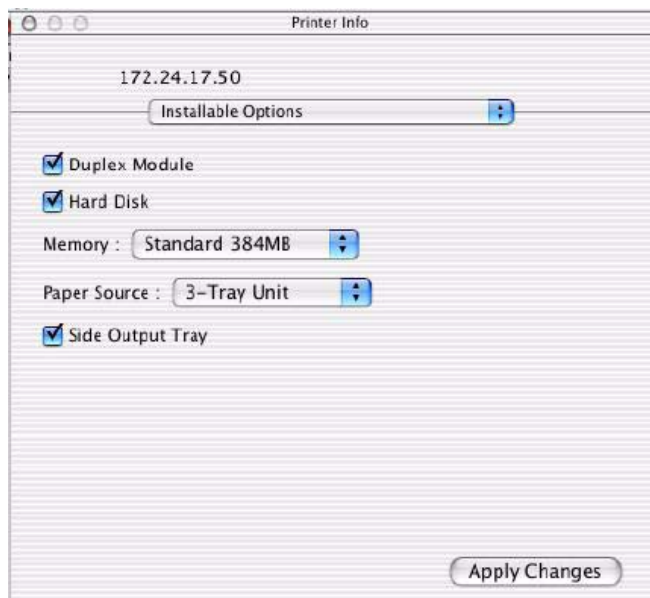 Printer Info
172.24.17.50
Installable Options
Duplex Module
Hard Disk
Memory : Standard 384MB
Paper Source : 3-Tray Unit
Side Output Tray
Apply Changes